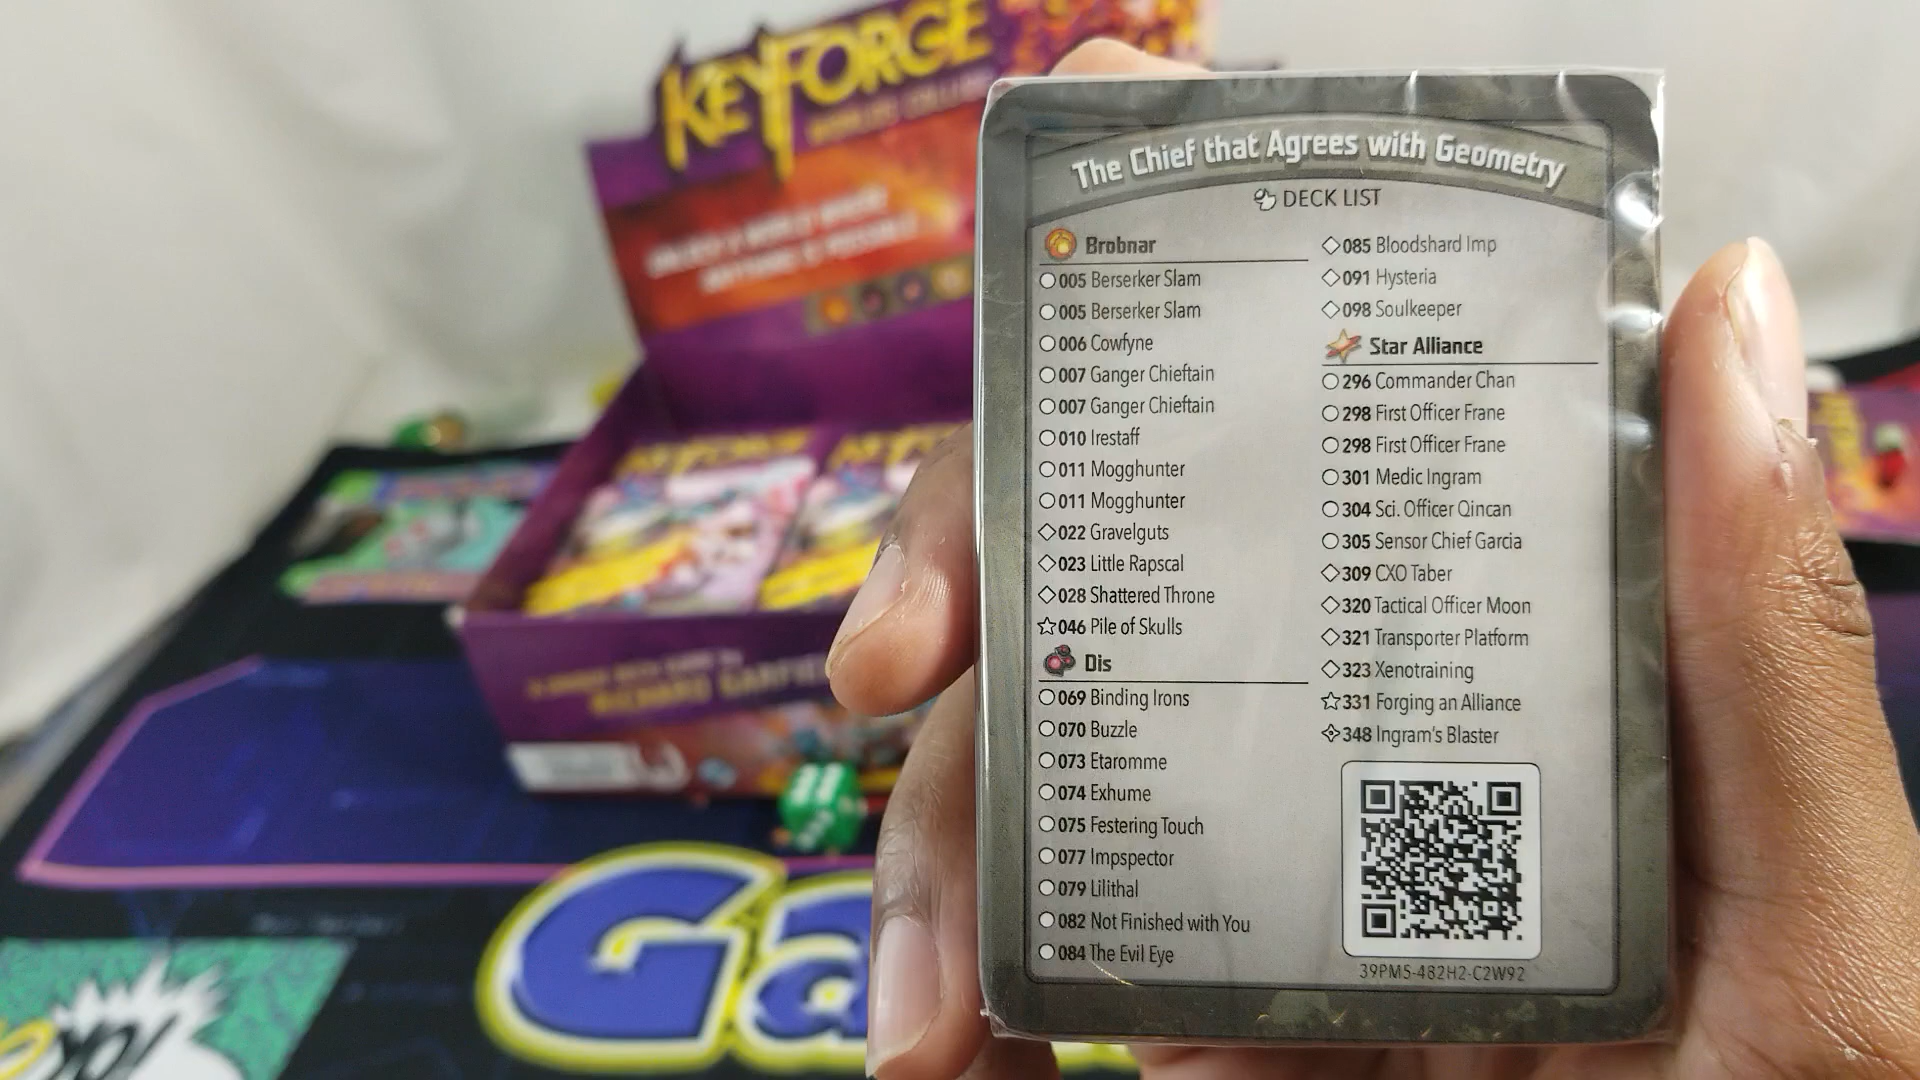 KEYFORGE
WORLDS COLLIDE
RICHARD GARFIELD
Ga
The Chief that Agrees with Geometry
DECK LIST
Brobnar
005 Berserker Slam
005 Berserker Slam
006 Cowfyne
007 Ganger Chieftain
007 Ganger Chieftain
010 Irestaff
011 Mogghunter
011 Mogghunter
022 Gravelguts
023 Little Rapscal
028 Shattered Throne
046 Pile of Skulls
Dis
069 Binding Irons
070 Buzzle
073 Etaromme
074 Exhume
075 Festering Touch
077 Impspector
079 Lilithal
082 Not Finished with You
084 The Evil Eye
085 Bloodshard Imp
091 Hysteria
098 Soulkeeper
Star Alliance
296 Commander Chan
298 First Officer Frane
298 First Officer Frane
301 Medic Ingram
304 Sci. Officer Qincan
305 Sensor Chief Garcia
309 CXO Taber
320 Tactical Officer Moon
321 Transporter Platform
323 Xenotraining
331 Forging an Alliance
348 Ingram's Blaster
39PM5-482H2-C2W92